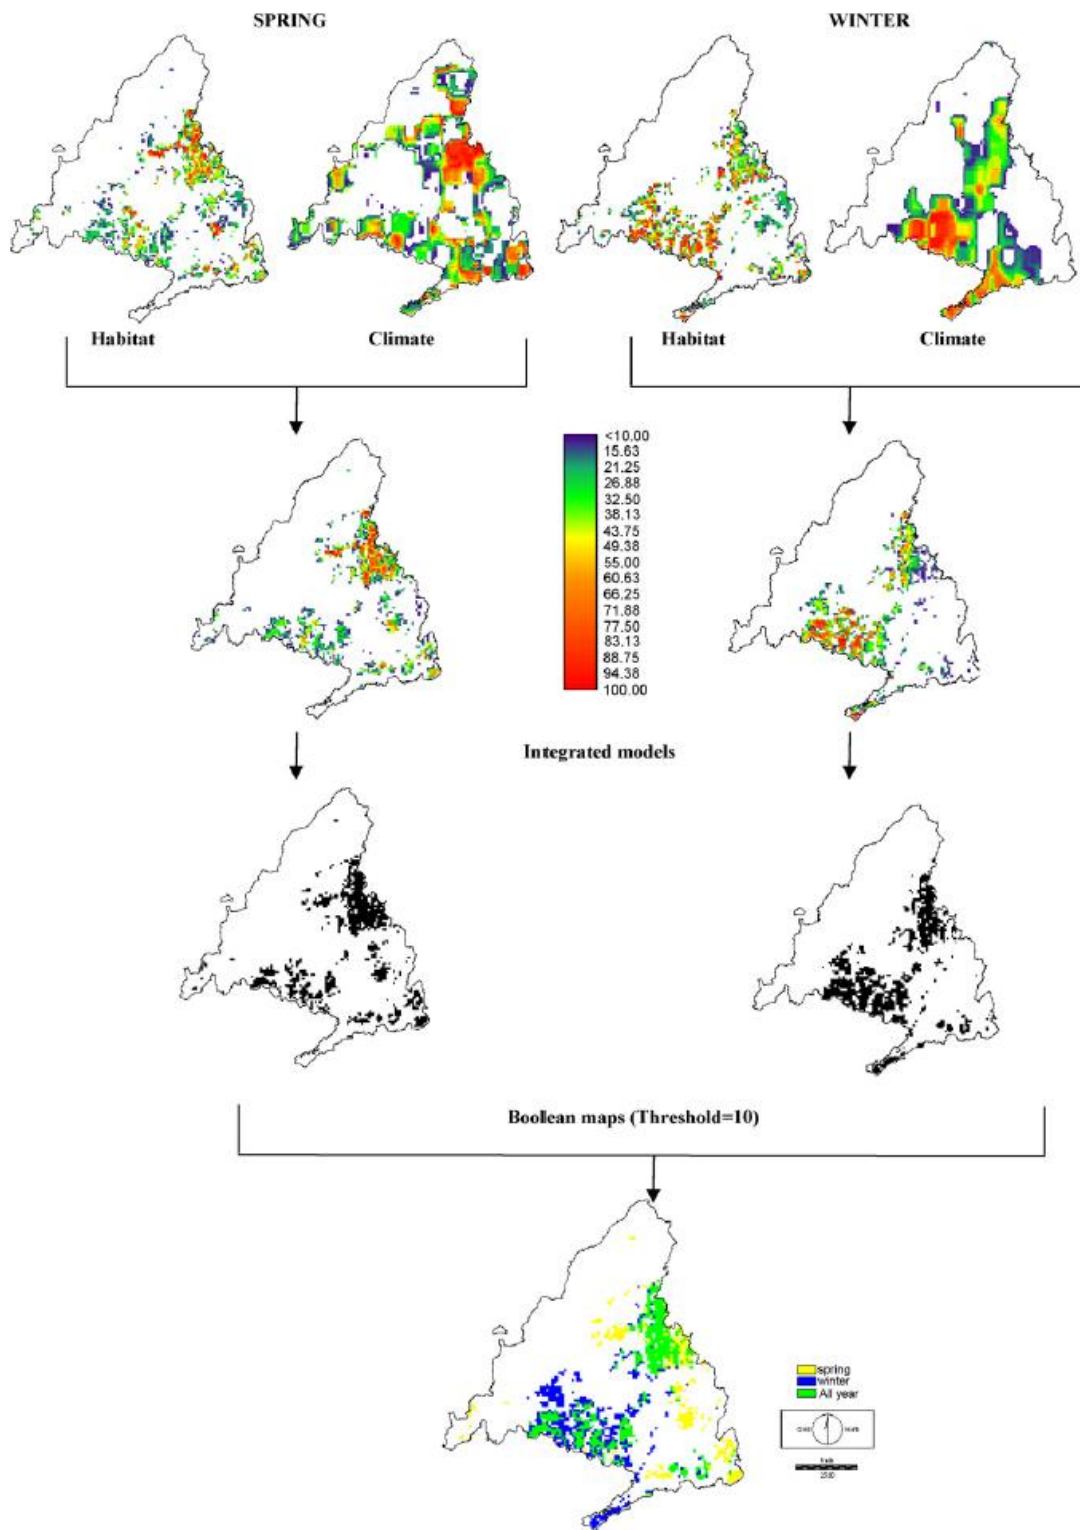 SPRING WINTER
Habitat Climate Habitat Climate
<10.00
15.63
21.25
26.88
32.50
38.13
43.75
49.38
55.00
60.63
66.25
71.88
77.50
83.13
88.75
94.38
100.00
Integrated models
Boolean maps (Threshold=10)
spring
winter
All year